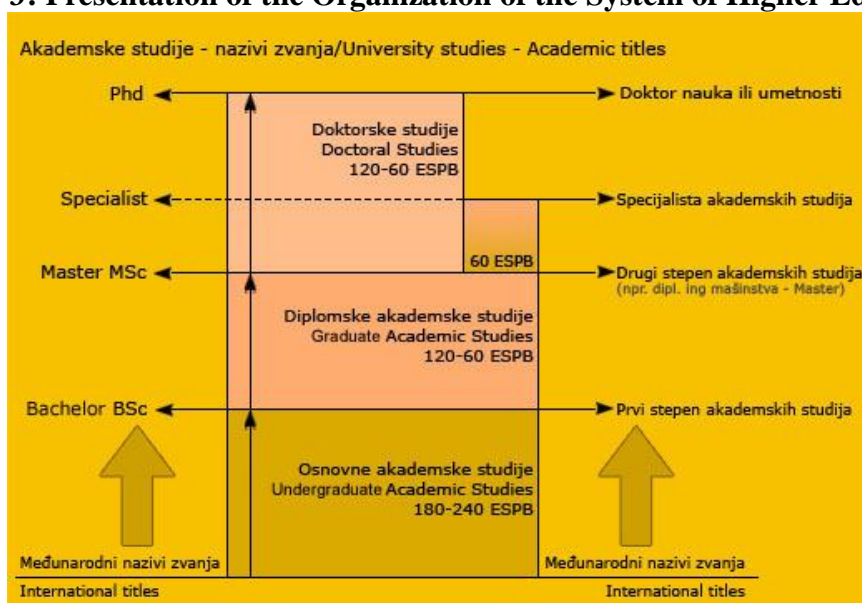 5. Presentation of the Organization of the System of Higher
Akademske studije - nazivi zvanja/University studies - Academic titles
Phd
Doktor nauka ili umetnosti
Doktorske studije
Doctoral Studies
120-60 ESPB
Specialist
Specijalista akademskih studija
60 ESPB
Master MSc
Drugi stepen akademskih studija
(npr. dipl. ing mašinstva - Master)
Diplomske akademske studije
Graduate Academic Studies
120-60 ESPB
Bachelor BSc
Prvi stepen akademskih studija
Osnovne akademske studije
Undergraduate Academic Studies
180-240 ESPB
Međunarodni nazivi zvanja
Međunarodni nazivi zvanja
International titles
International titles